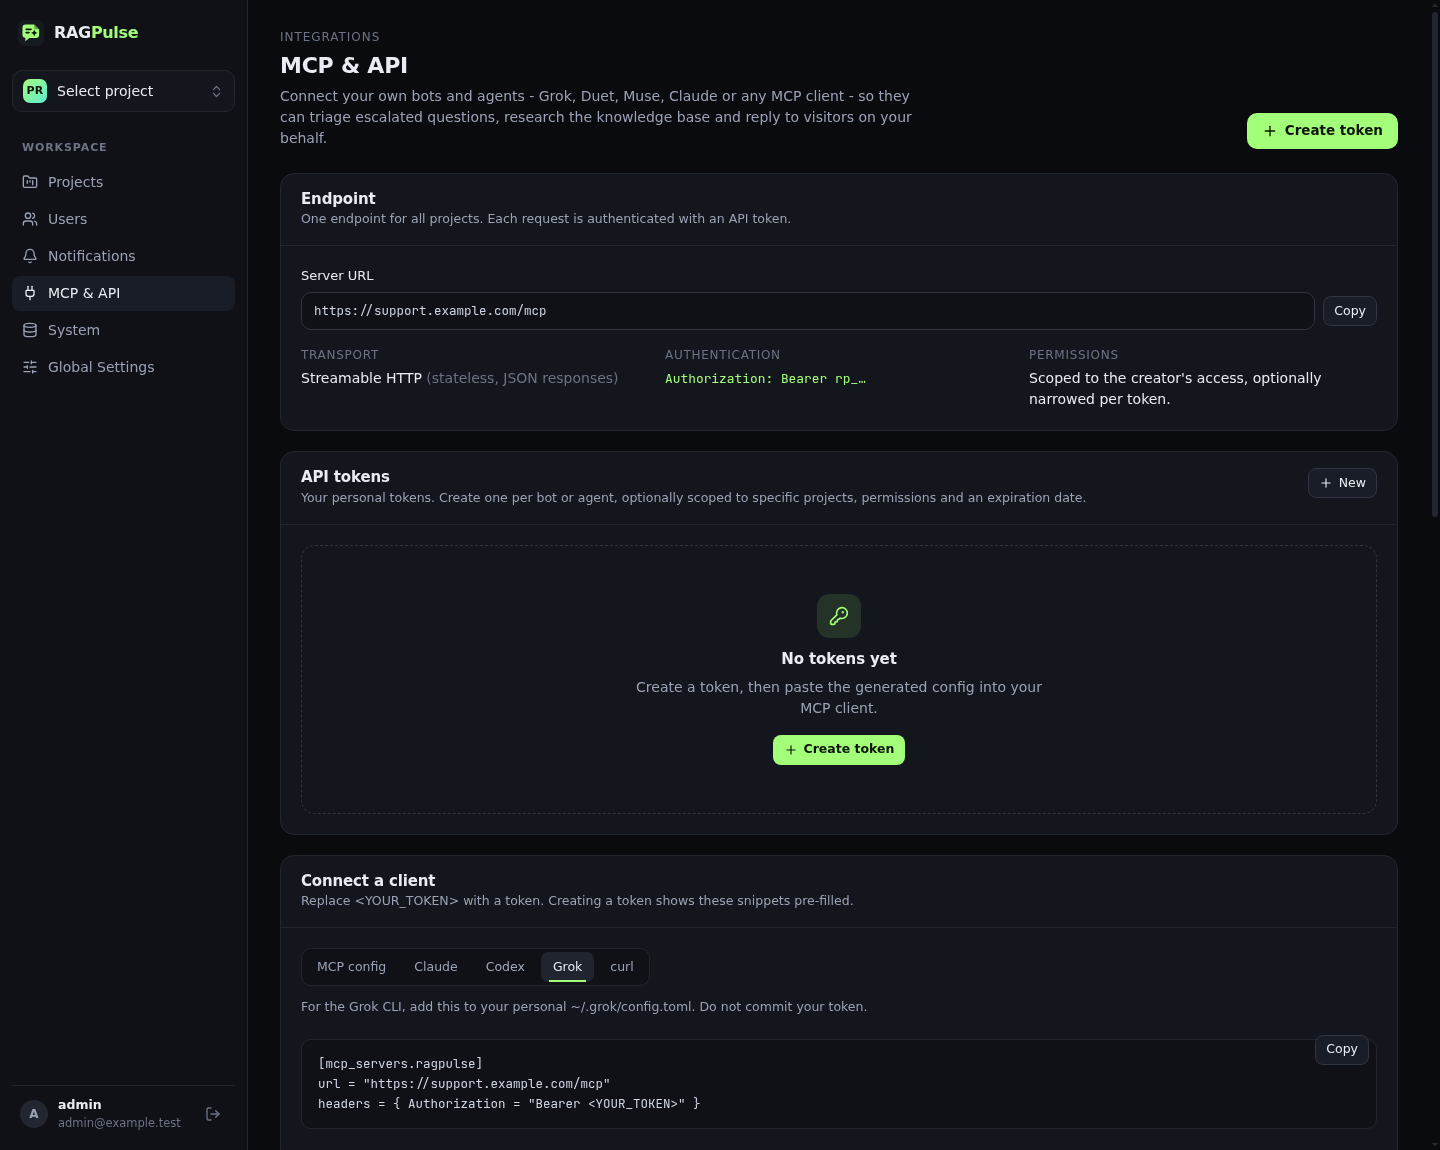 RAGPulse
PR Select project
WORKSPACE
Projects
Users
Notifications
MCP & API
System
Global Settings
A
admin
admin@example.test
INTEGRATIONS
MCP & API
Connect your own bots and agents - Grok, Duet, Muse, Claude or any MCP client - so they
can triage escalated questions, research the knowledge base and reply to visitors on your
behalf.
Create token
Endpoint
One endpoint for all projects. Each request is authenticated with an API token.
Server URL
https://support.example.com/mcp
Copy
TRANSPORT
Streamable HTTP (stateless, JSON responses)
AUTHENTICATION
Authorization: Bearer rp_…
PERMISSIONS
Scoped to the creator's access, optionally
narrowed per token.
API tokens
Your personal tokens. Create one per bot or agent, optionally scoped to specific projects, permissions and an expiration date.
New
No tokens yet
Create a token, then paste the generated config into your
MCP client.
Create token
Connect a client
Replace <YOUR_TOKEN> with a token. Creating a token shows these snippets pre-filled.
MCP config Claude Codex Grok curl
For the Grok CLI, add this to your personal ~/.grok/config.toml. Do not commit your token.
Copy
[mcp_servers.ragpulse]
url = "https://support.example.com/mcp"
headers = { Authorization = "Bearer <YOUR_TOKEN>" }